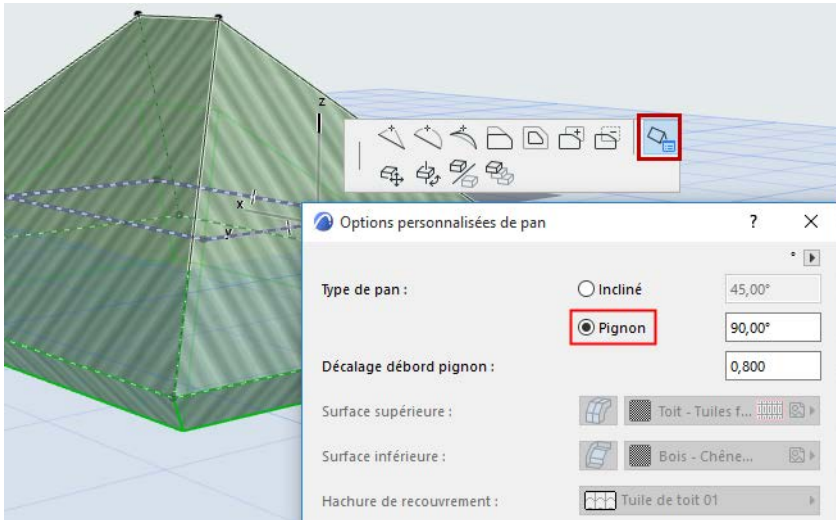 z
x
y
Options personnalisées de pan ? ×
°
Type de pan : Incliné 45,00°
Pignon 90,00°
Décalage débord pignon : 0,800
Surface supérieure : Toit - Tuiles f...
Surface inférieure : Bois - Chêne...
Hachure de recouvrement : Tuile de toit 01